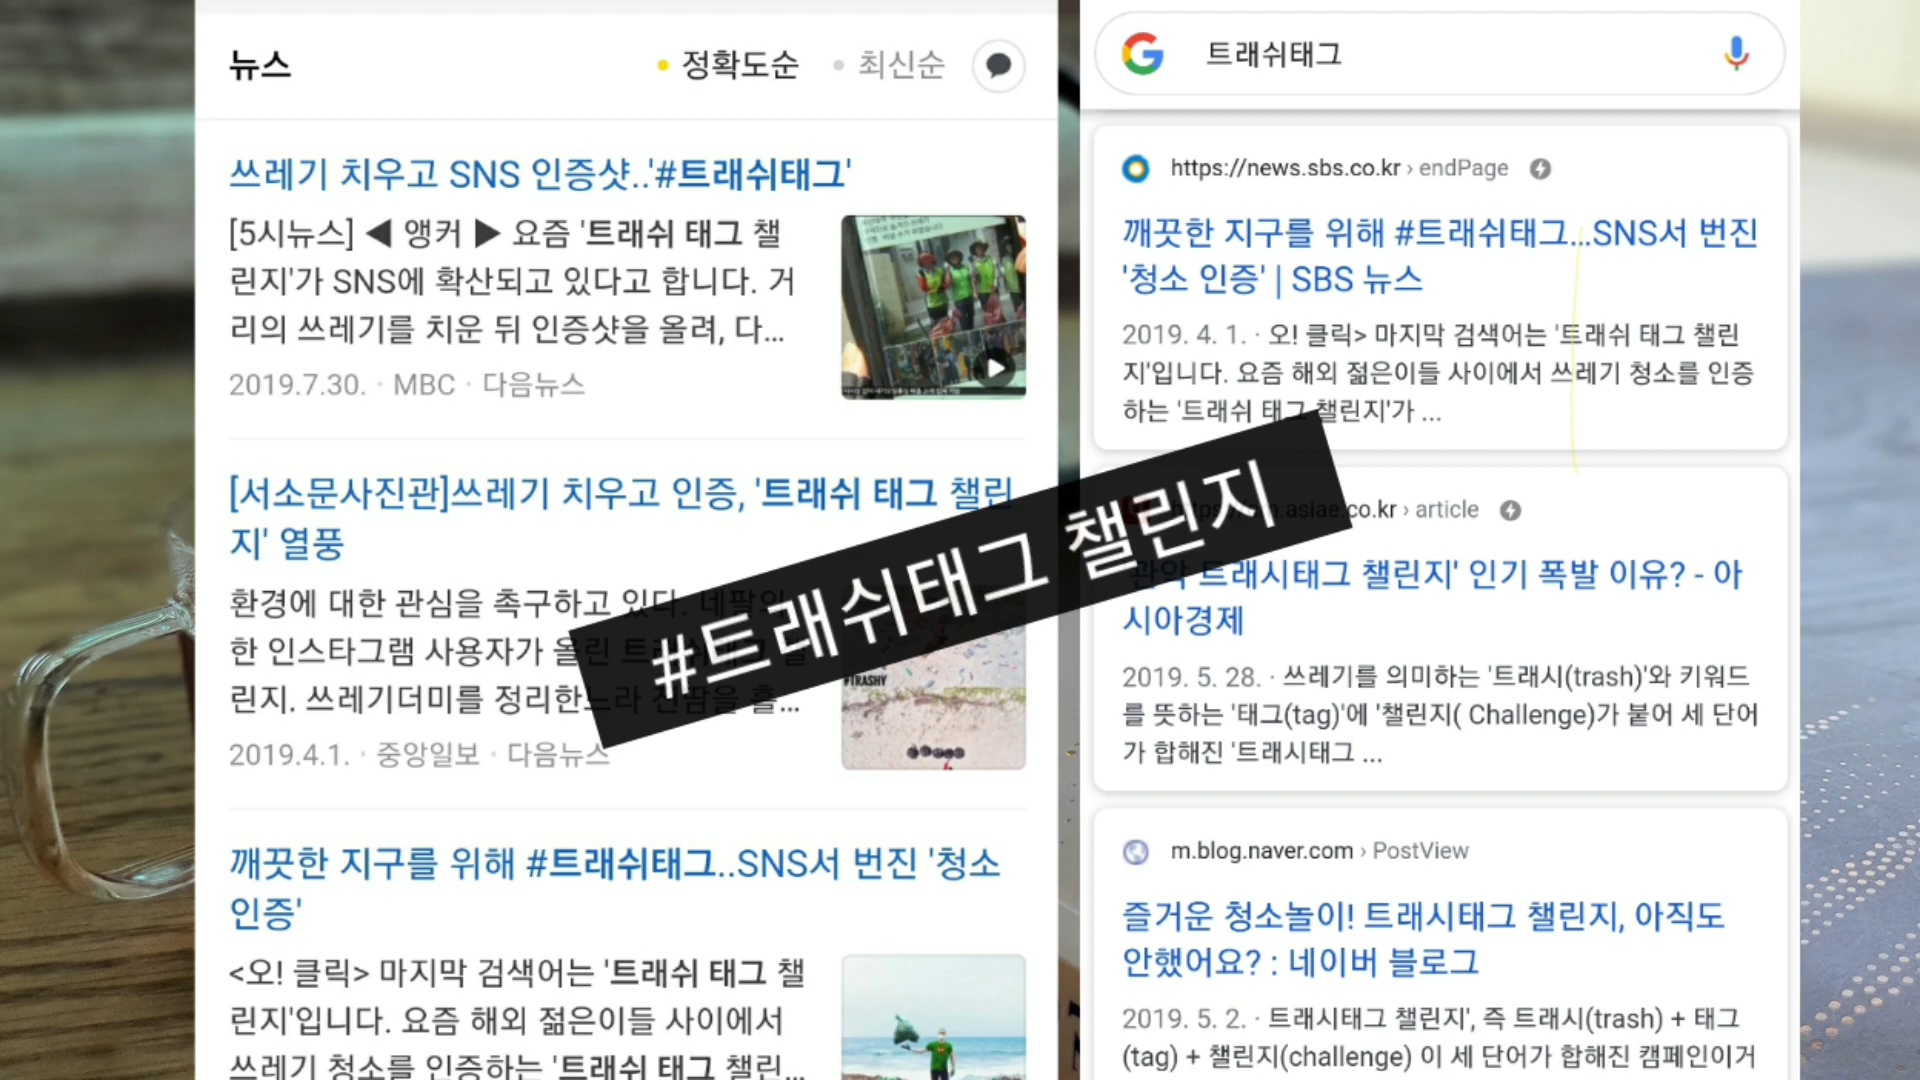 뉴스
정확도순
최신순
쓰레기 치우고 SNS 인증샷..'#트래쉬태그'
[5시뉴스] ◀ 앵커 ▶ 요즘 '트래쉬 태그 챌
린지'가 SNS에 확산되고 있다고 합니다. 거
리의 쓰레기를 치운 뒤 인증샷을 올려, 다...
2019.7.30. · MBC · 다음뉴스
[서소문사진관]쓰레기 치우고 인증, '트래쉬 태그 챌린
지' 열풍
환경에 대한 관심을 촉구하고 있다. 네팔의
한 인스타그램 사용자가 올린
린지. 쓰레기더미를 정리한느라 진땀을 흘...
#TRASHY
2019.4.1. · 중앙일보 · 다음뉴스
깨끗한 지구를 위해 #트래쉬태그..SNS서 번진 '청소
인증'
<오! 클릭> 마지막 검색어는 '트래쉬 태그 챌
린지'입니다. 요즘 해외 젊은이들 사이에서
쓰레기 청소를 인증하는 '트래쉬 태그 챌린...
#트래쉬태그 챌린지
트래쉬태그
https://news.sbs.co.kr › endPage
깨끗한 지구를 위해 #트래쉬태그...SNS서 번진
'청소 인증' | SBS 뉴스
2019. 4. 1. · 오! 클릭> 마지막 검색어는 '트래쉬 태그 챌린
지'입니다. 요즘 해외 젊은이들 사이에서 쓰레기 청소를 인증
하는 '트래쉬 태그 챌린지'가 ...
asiae.co.kr › article
트래시태그 챌린지' 인기 폭발 이유? - 아
시아경제
2019. 5. 28. · 쓰레기를 의미하는 '트래시(trash)'와 키워드
를 뜻하는 '태그(tag)'에 '챌린지( Challenge)가 붙어 세 단어
가 합해진 '트래시태그 ...
m.blog.naver.com › PostView
즐거운 청소놀이! 트래시태그 챌린지, 아직도
안했어요? : 네이버 블로그
2019. 5. 2. · 트래시태그 챌린지', 즉 트래시(trash) + 태그
(tag) + 챌린지(challenge) 이 세 단어가 합해진 캠페인이거